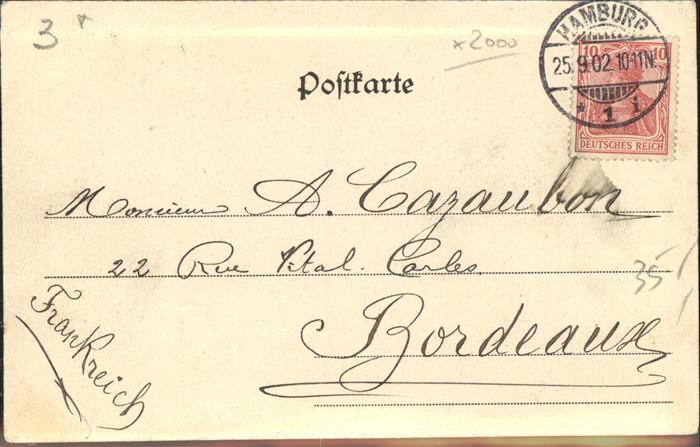 3
x2000
HAMBURG
25.9.02.10-11N.
* 1 i
10 10
DEUTSCHES REICH
Postkarte
Monsieur A. Cazaubon
22 Rue Vital. Carles
Bordeaux
Frankreich
35